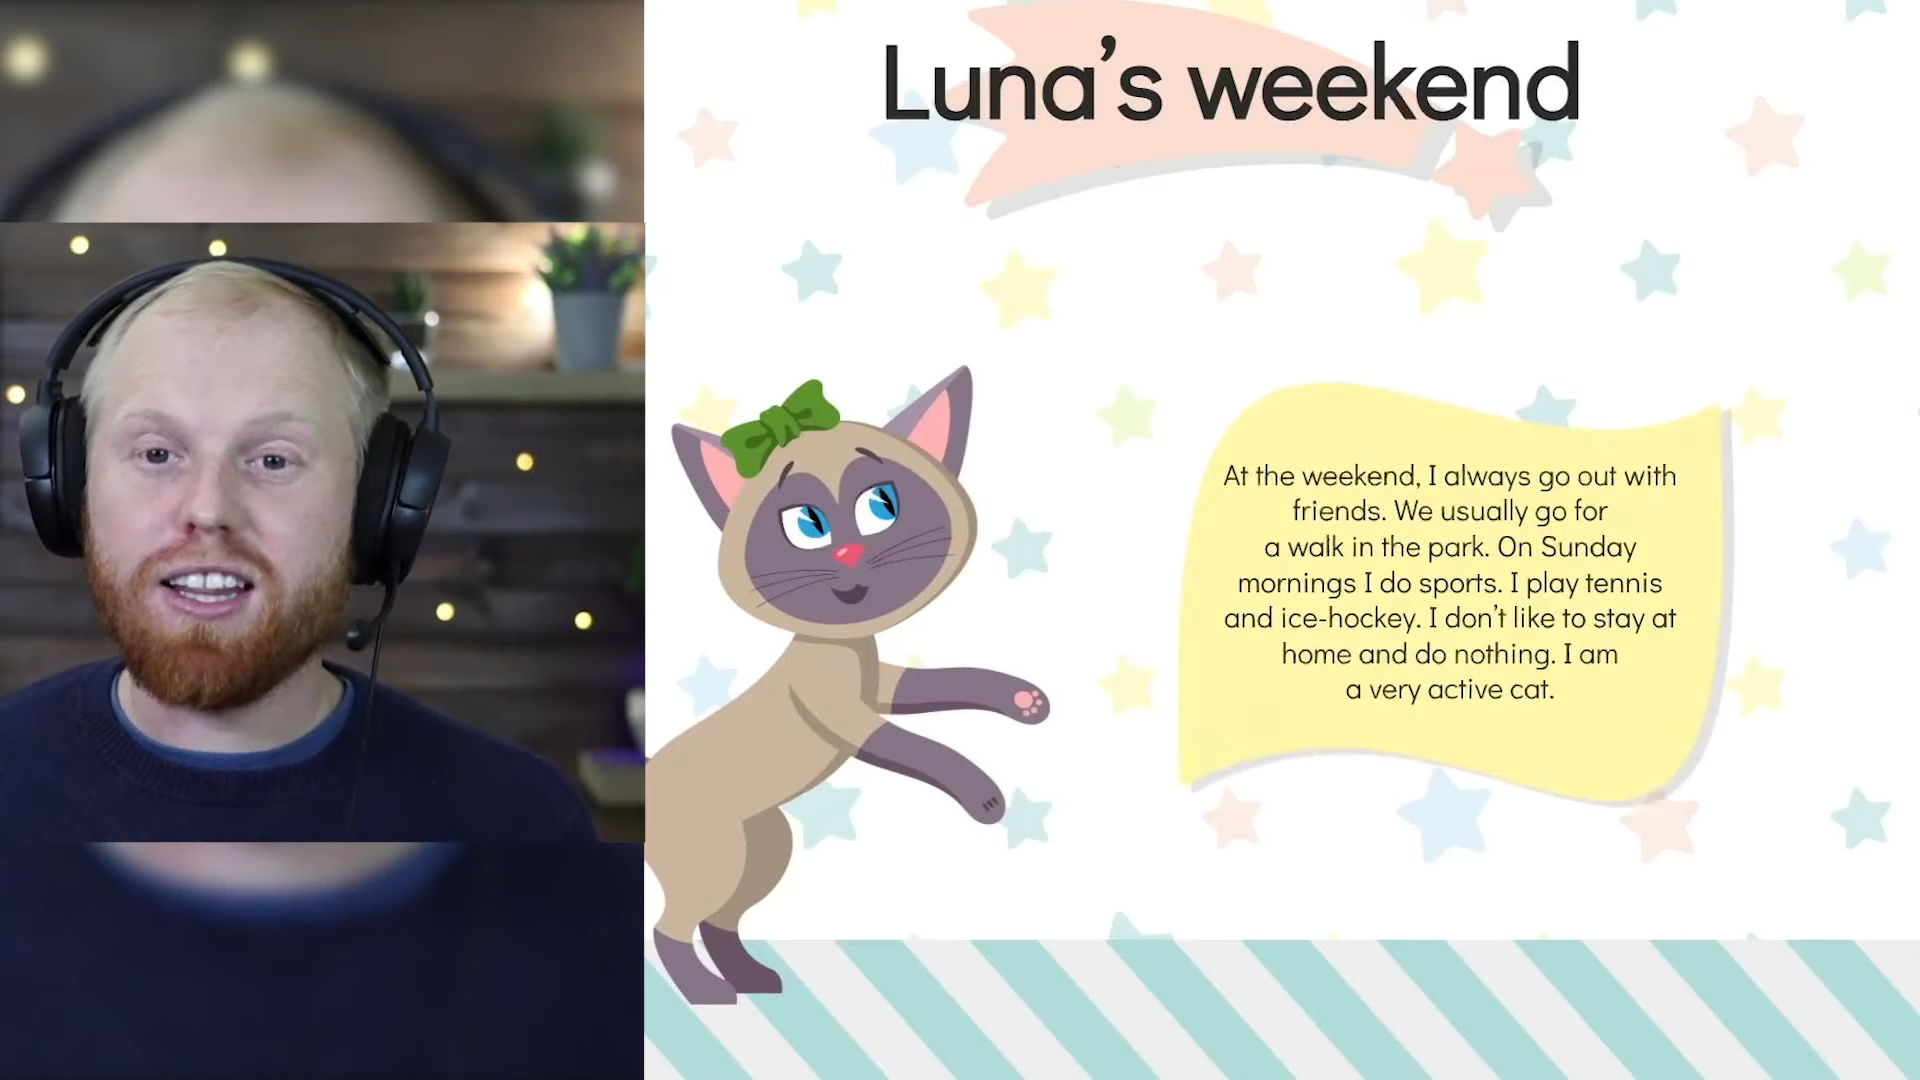 Luna's weekend
At the weekend, I always go out with
friends. We usually go for
a walk in the park. On Sunday
mornings I do sports. I play tennis
and ice-hockey. I don't like to stay at
home and do nothing. I am
a very active cat.